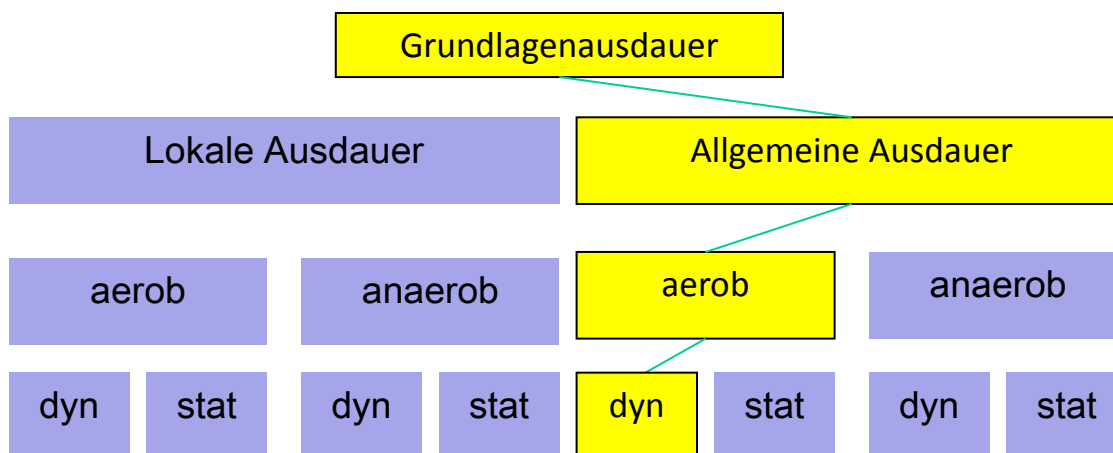 Grundlagenausdauer
Lokale Ausdauer Allgemeine Ausdauer
aerob anaerob aerob anaerob
dyn stat dyn stat dyn stat dyn stat